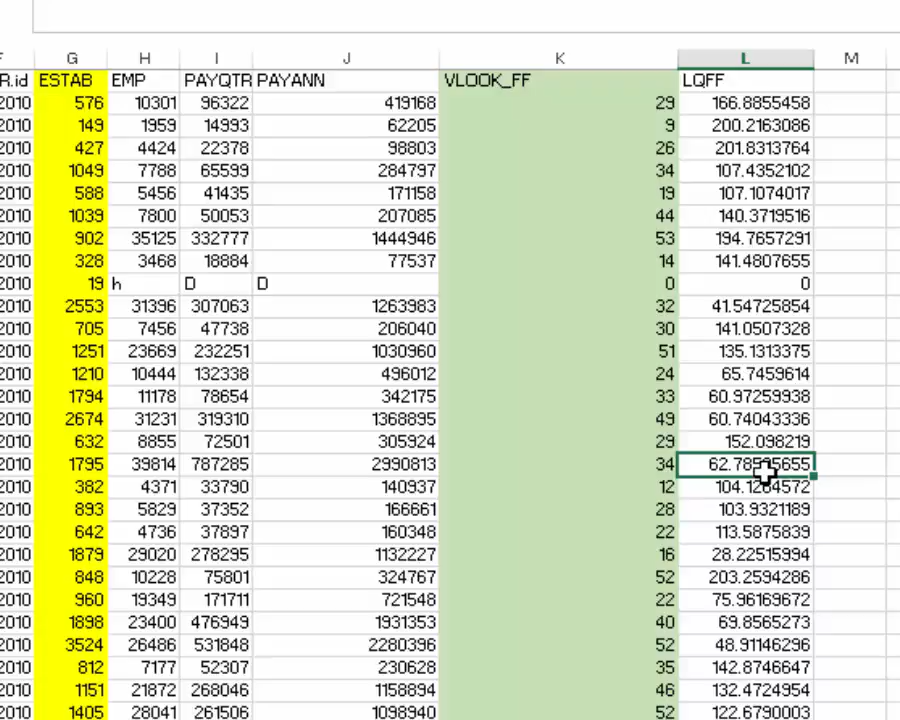 F G H I J K L M
R.id ESTAB EMP PAYQTR PAYANN VLOOK_FF LQFF
2010 576 10301 96322 419168 29 166.8855458
2010 149 1959 14993 62205 9 200.2163086
2010 427 4424 22378 98803 26 201.8313764
2010 1049 7788 65599 284797 34 107.4352102
2010 588 5456 41435 171158 19 107.1074017
2010 1039 7800 50053 207085 44 140.3719516
2010 902 35125 332777 1444946 53 194.7657291
2010 328 3468 18884 77537 14 141.4807655
2010 19 h D D 0 0
2010 2553 31396 307063 1263983 32 41.54725854
2010 705 7456 47738 206040 30 141.0507328
2010 1251 23669 232251 1030960 51 135.1313375
2010 1210 10444 132338 496012 24 65.7459614
2010 1794 11178 78654 342175 33 60.97259938
2010 2674 31231 319310 1368895 49 60.74043336
2010 632 8855 72501 305924 29 152.098219
2010 1795 39814 787285 2990813 34
2010 382 4371 33790 140937 12
2010 893 5829 37352 166661 28 103.9321189
2010 642 4736 37897 160348 22 113.5875839
2010 1879 29020 278295 1132227 16 28.22515994
2010 848 10228 75801 324767 52 203.2594286
2010 960 19349 171711 721548 22 75.96169672
2010 1898 23400 476949 1931353 40 69.8565273
2010 3524 26486 531848 2280396 52 48.91146296
2010 812 7177 52307 230628 35 142.8746647
2010 1151 21872 268046 1158894 46 132.4724954
2010 1405 28041 261506 1098940 52 122.6790003